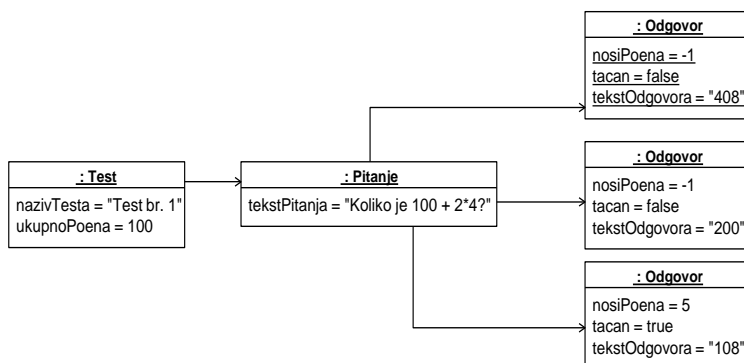 : Test
nazivTesta = "Test br. 1"
ukupnoPoena = 100
: Pitanje
tekstPitanja = "Koliko je 100 + 2*4?"
: Odgovor
nosiPoena = -1
tacan = false
tekstOdgovora = "408"
: Odgovor
nosiPoena = -1
tacan = false
tekstOdgovora = "200"
: Odgovor
nosiPoena = 5
tacan = true
tekstOdgovora = "108"